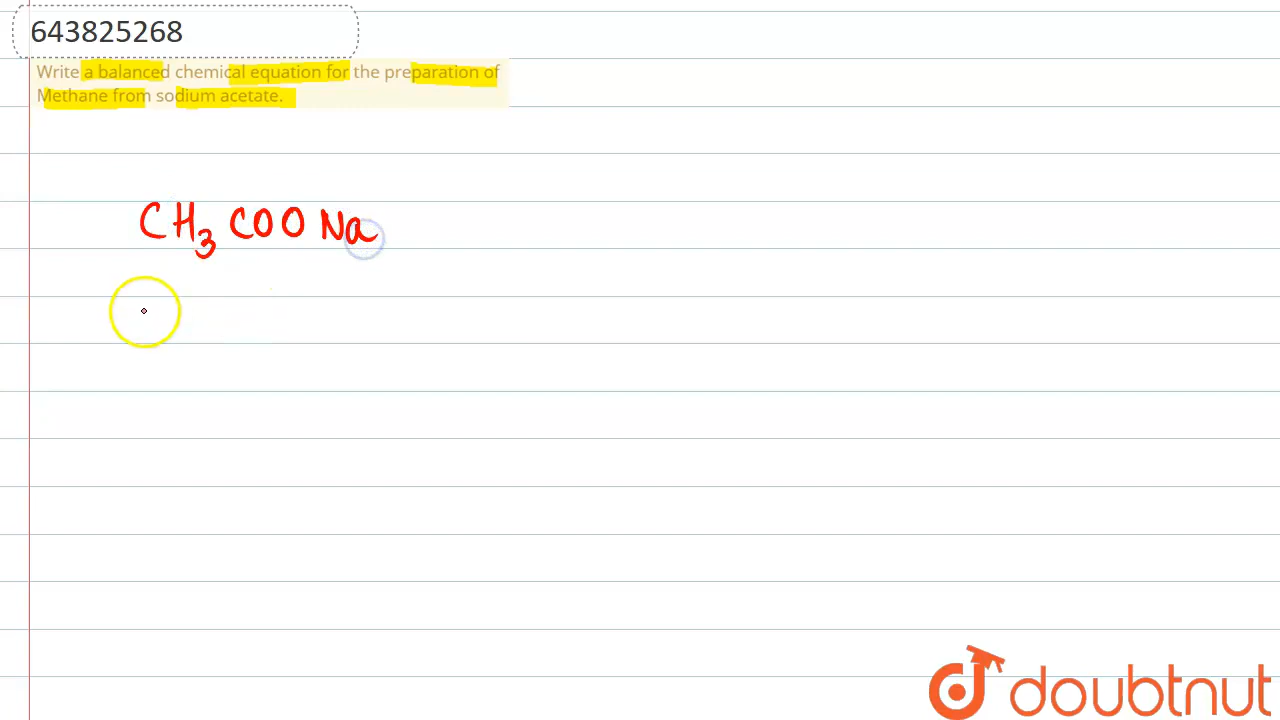 643825268
Write a balanced chemical equation for the preparation of
Methane from sodium acetate.
CH₃COONa
doubtnut